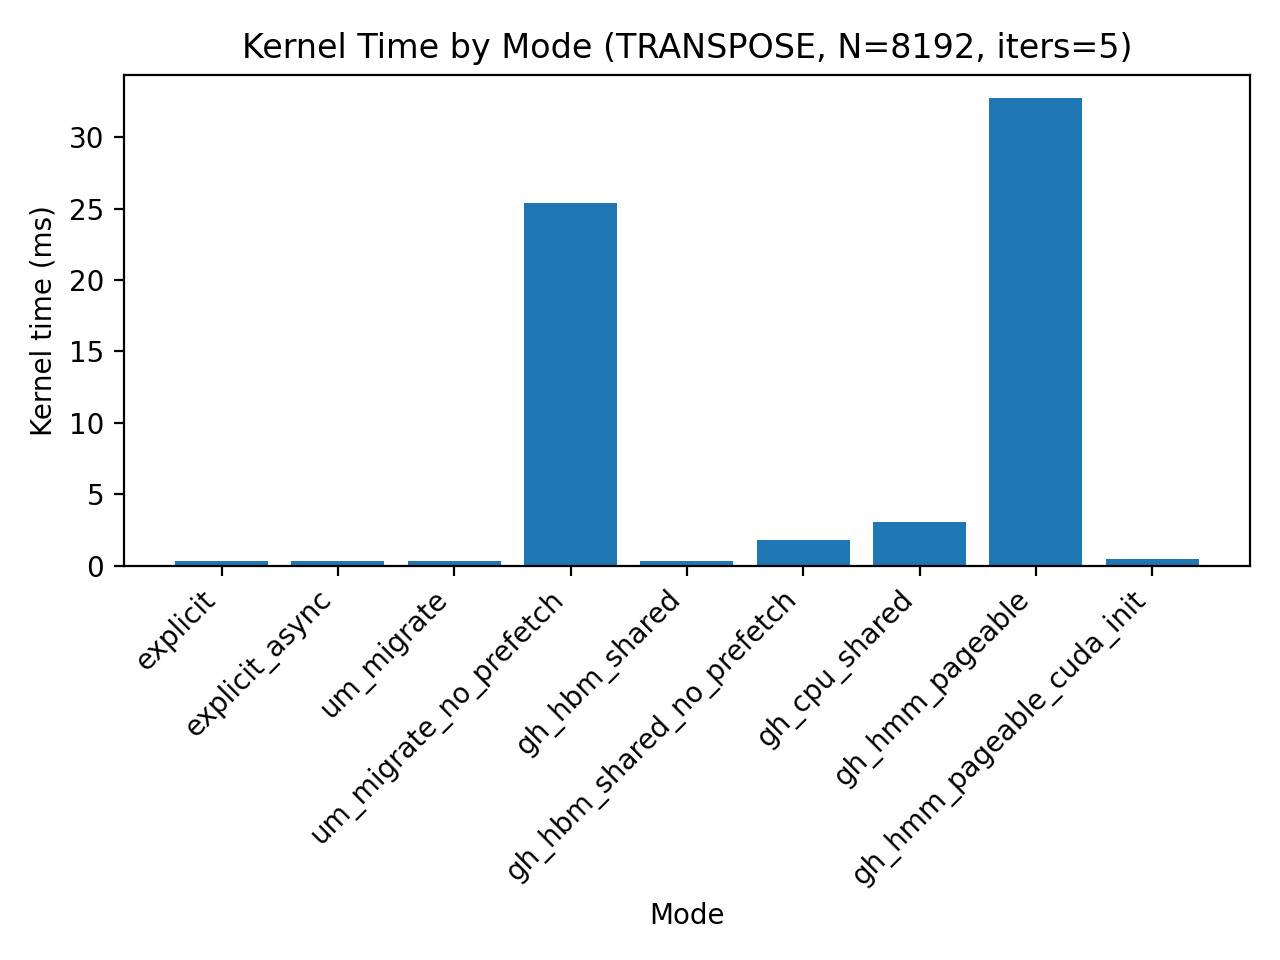 Kernel Time by Mode (TRANSPOSE, N=8192, iters=5)
Kernel time (ms)
30
25
20
15
10
5
0
explicit
explicit_async
um_migrate
um_migrate_no_prefetch
gh_hbm_shared
gh_hbm_shared_no_prefetch
gh_cpu_shared
gh_hmm_pageable
gh_hmm_pageable_cuda_init
Mode